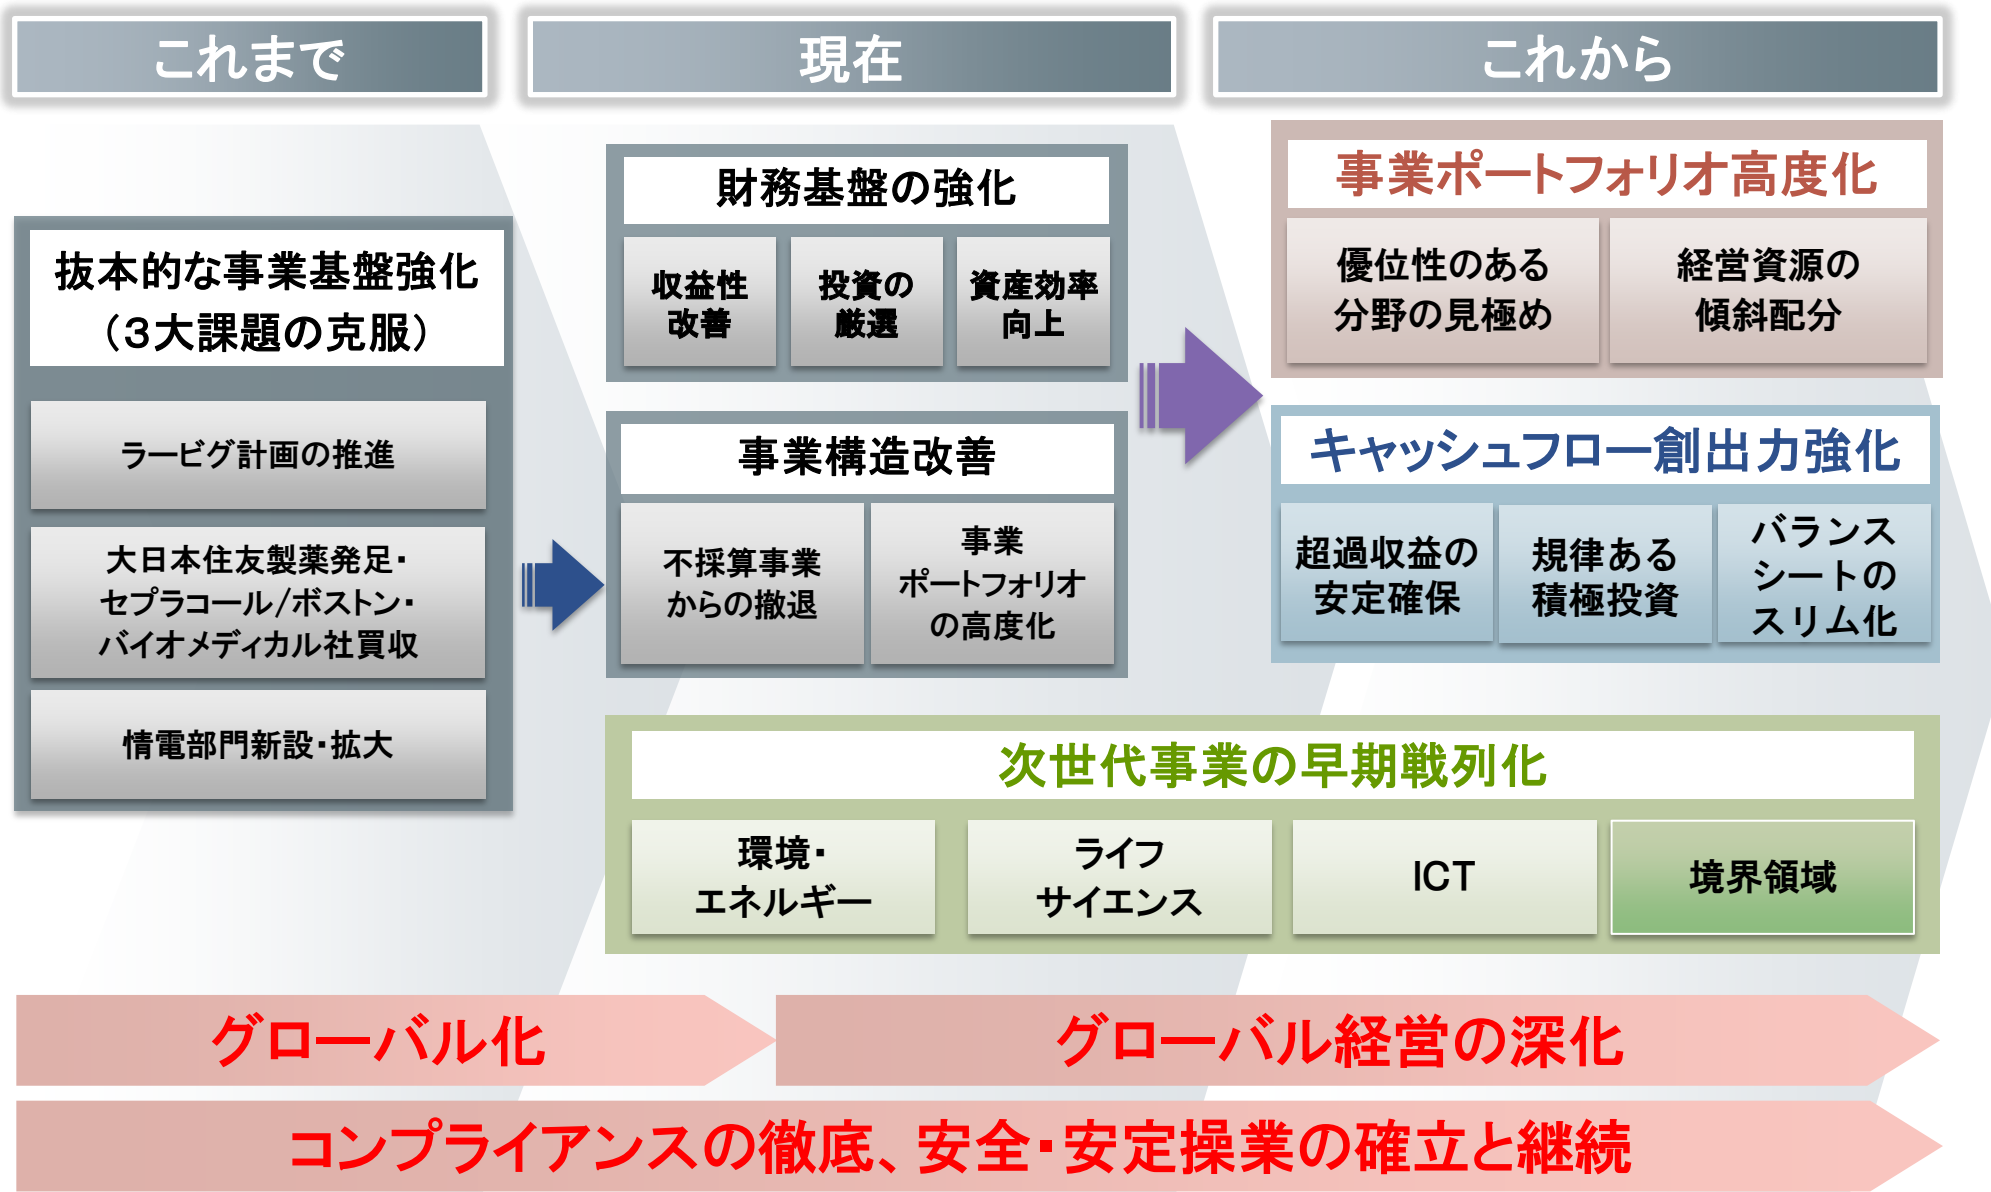 これまで
現在
これから
抜本的な事業基盤強化
（３大課題の克服）
ラービグ計画の推進
大日本住友製薬発足・
セプラコール/ボストン・
バイオメディカル社買収
情電部門新設・拡大
財務基盤の強化
収益性
改善
投資の
厳選
資産効率
向上
事業構造改善
不採算事業
からの撤退
事業
ポートフォリオ
の高度化
事業ポートフォリオ高度化
優位性のある
分野の見極め
経営資源の
傾斜配分
キャッシュフロー創出力強化
超過収益の
安定確保
規律ある
積極投資
バランス
シートの
スリム化
次世代事業の早期戦列化
環境・
エネルギー
ライフ
サイエンス
ICT
境界領域
グローバル化
グローバル経営の深化
コンプライアンスの徹底、安全・安定操業の確立と継続